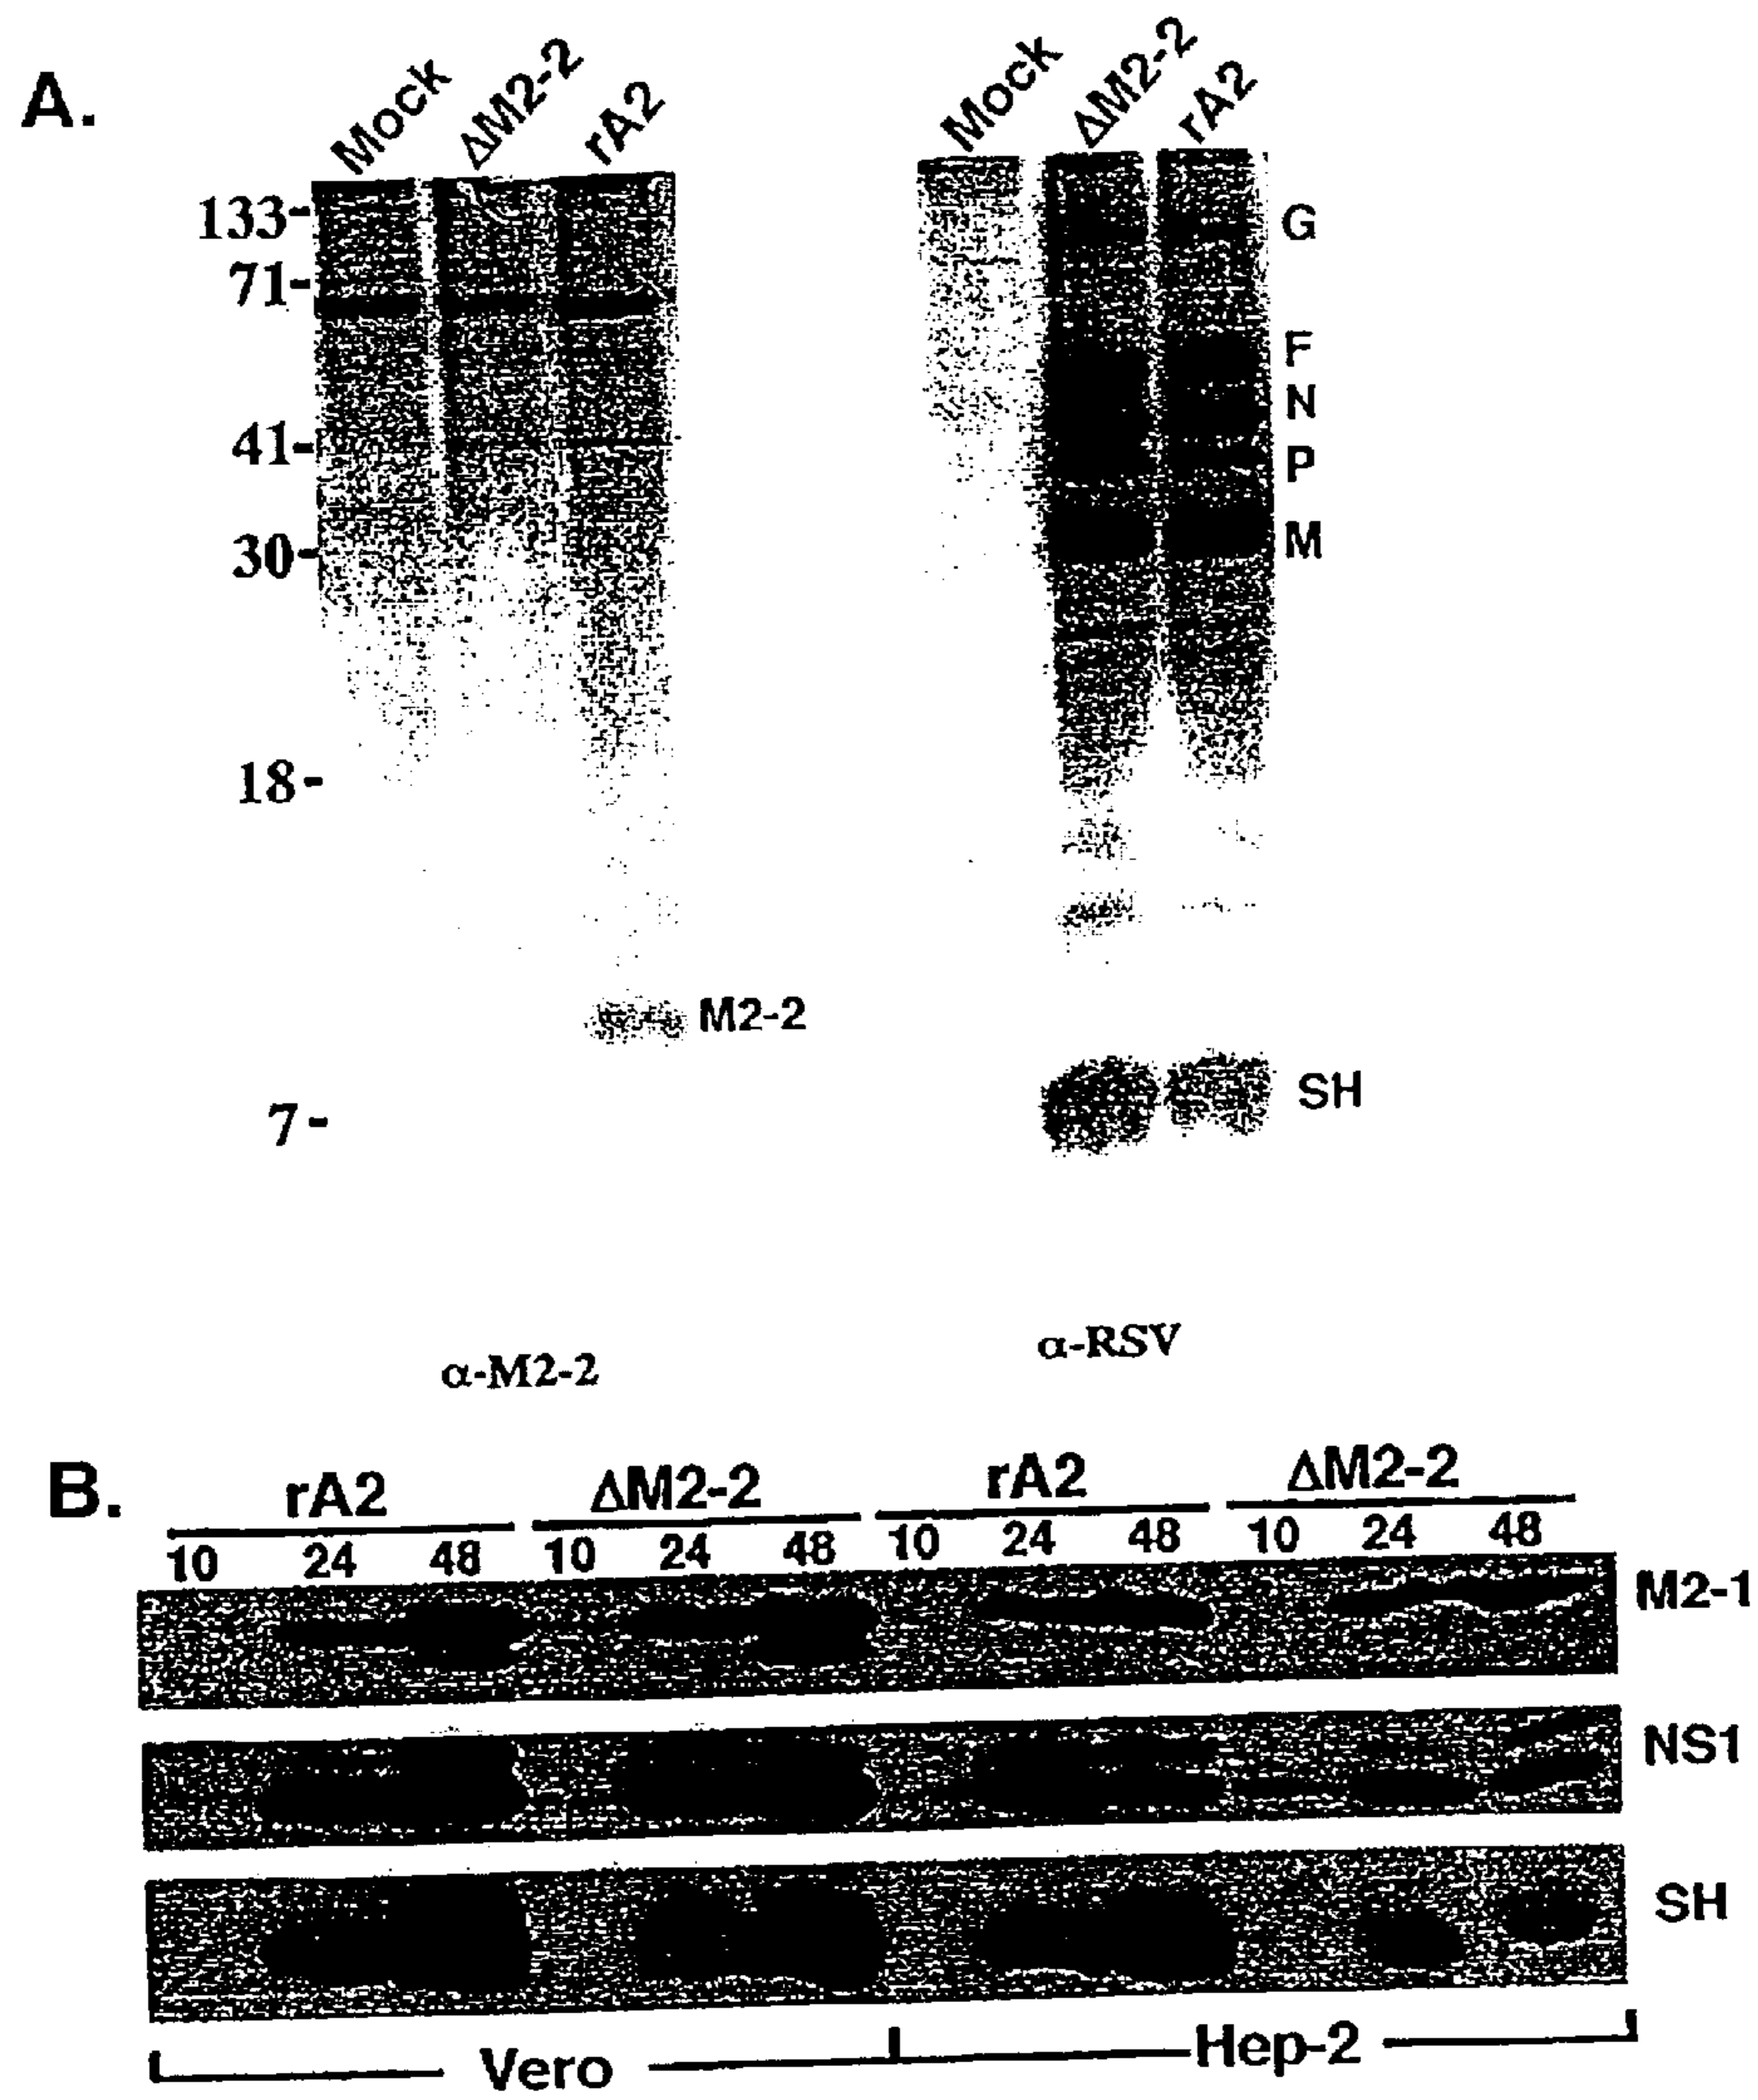 A.
Mock ΔM2-2 rA2
Mock ΔM2-2 rA2
133-
71-
41-
30-
18-
7-
M2-2
G
F
N
P
M
SH
α-M2-2
α-RSV
B.
rA2 ΔM2-2 rA2 ΔM2-2
10 24 48 10 24 48 10 24 48 10 24 48
M2-1
NS1
SH
Vero Hep-2